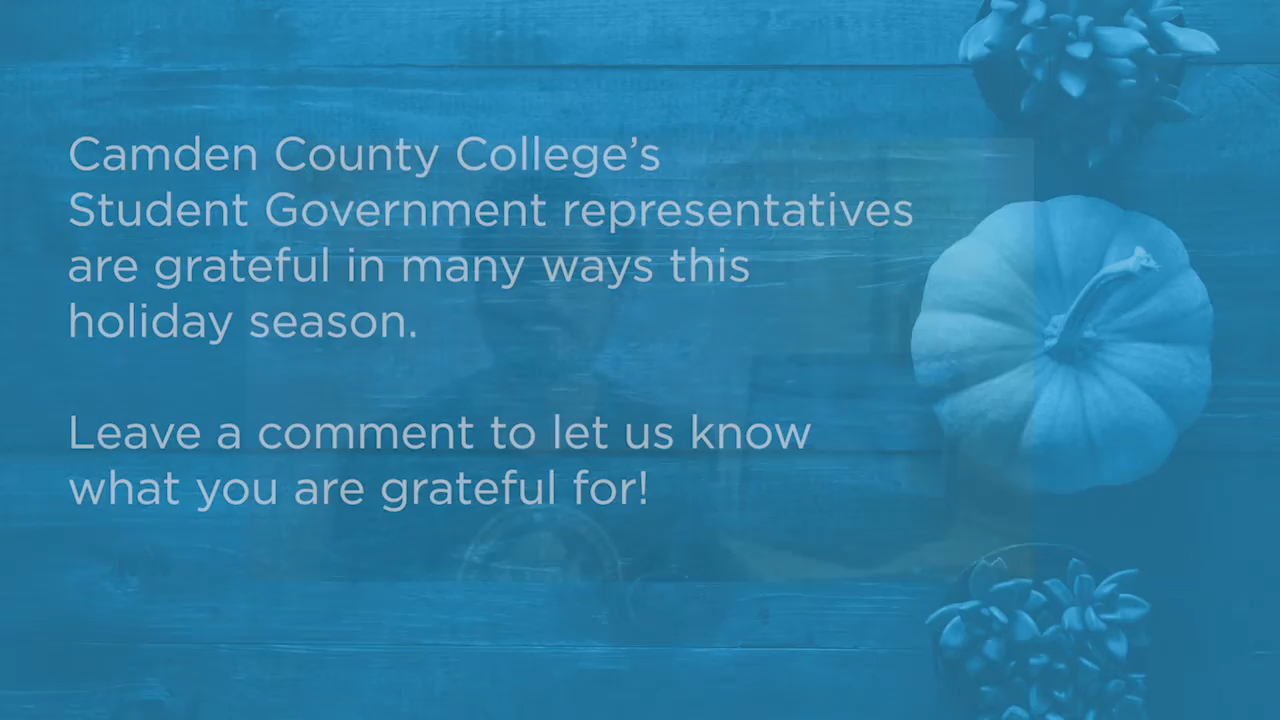 Camden County College’s
Student Government representatives
are grateful in many ways this
holiday season.
Leave a comment to let us know
what you are grateful for!